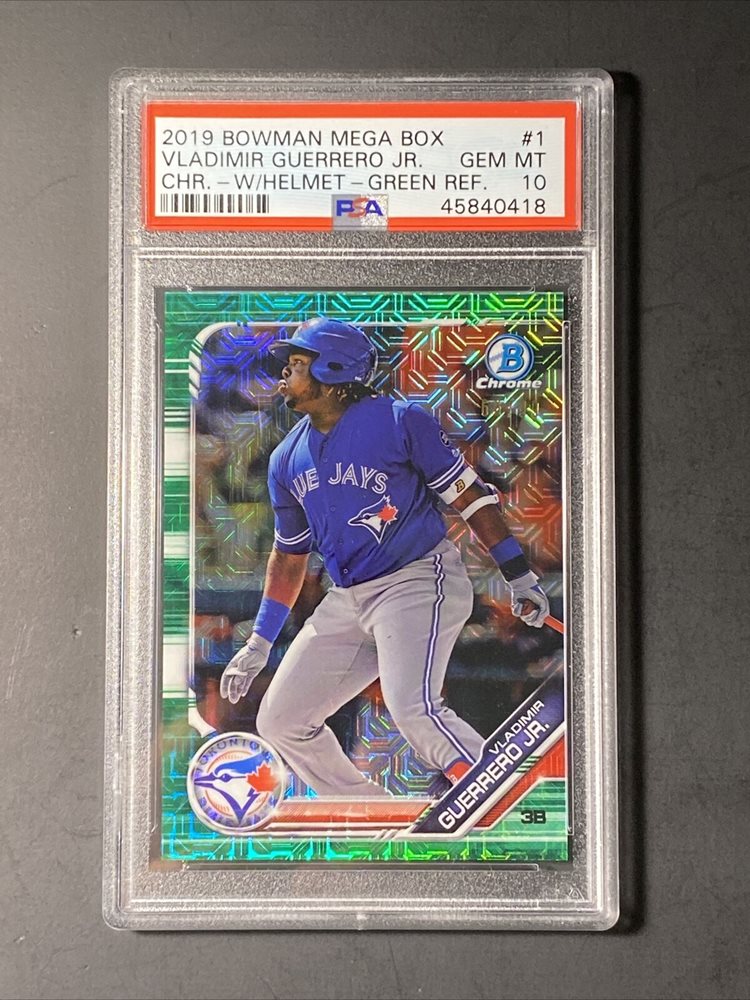 2019 BOWMAN MEGA BOX #1
VLADIMIR GUERRERO JR. GEM MT
CHR. - W/HELMET - GREEN REF. 10
PSA 45840418
B
Chrome
UE JAYS
B
VLADIMIR
GUERRERO JR.
3B
TORONTO